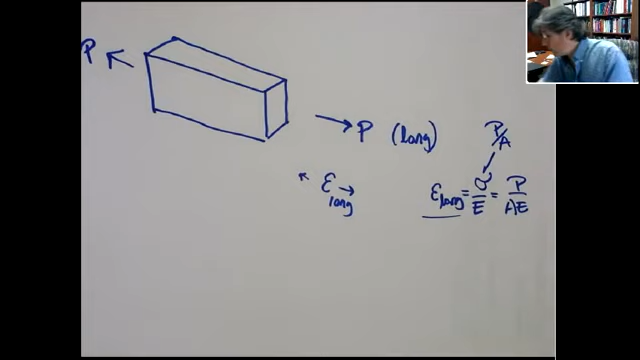 P
P (long)
P/A
ε long
ε long = σ/E = P/AE